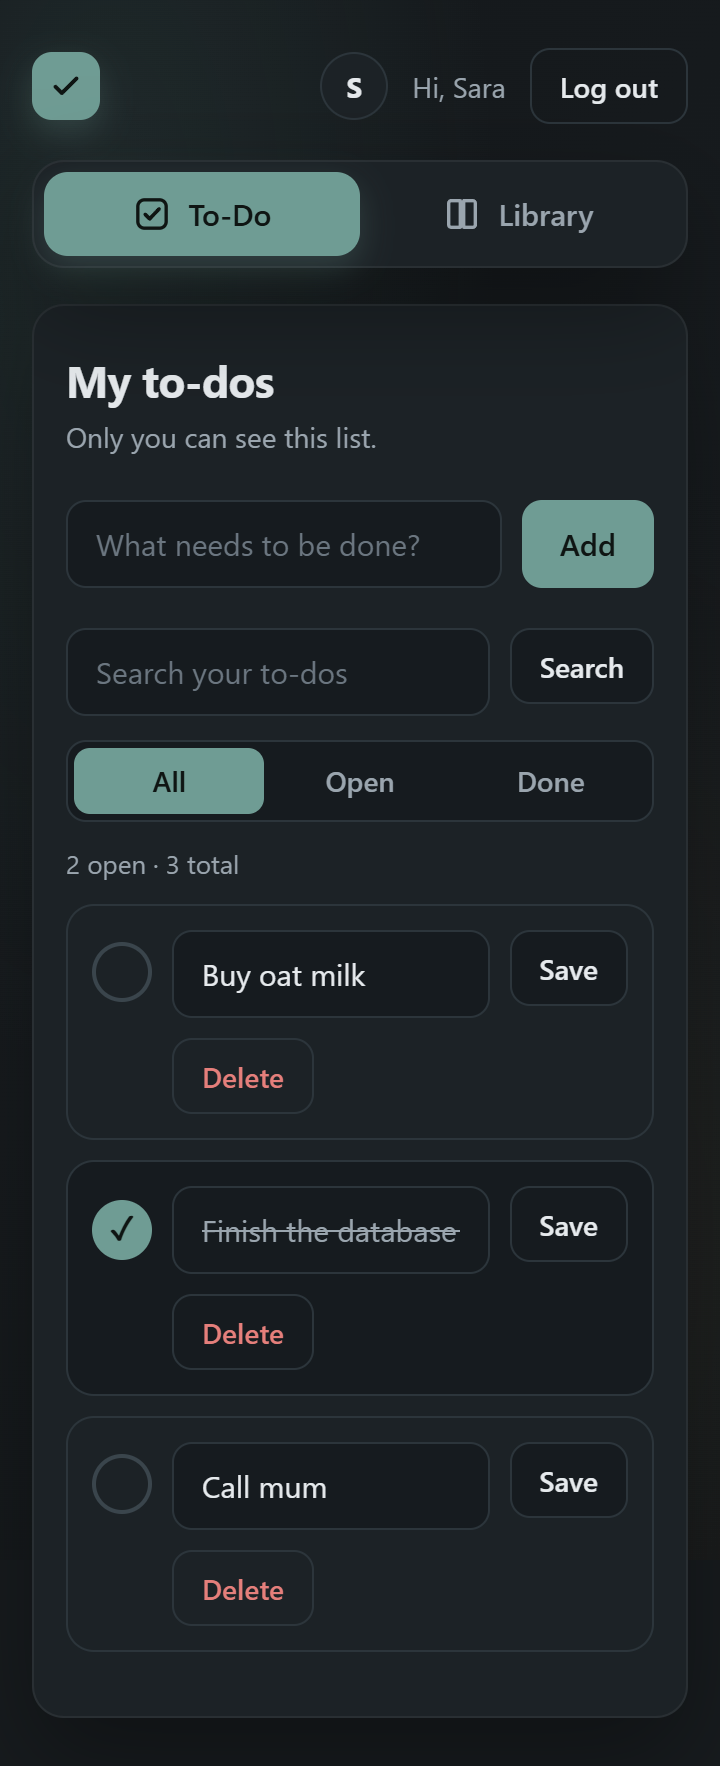 S
Hi, Sara
Log out
To-Do
Library
My to-dos
Only you can see this list.
What needs to be done?
Add
Search your to-dos
Search
All
Open
Done
2 open · 3 total
Buy oat milk
Save
Delete
Finish the database
Save
Delete
Call mum
Save
Delete